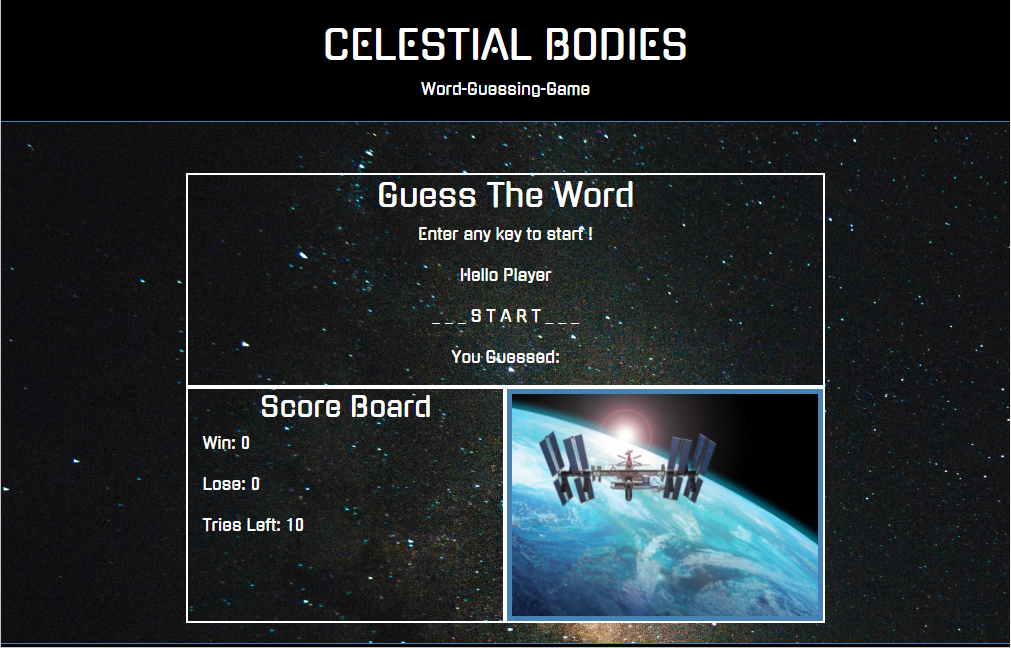 CELESTIAL BODIES
Word-Guessing-Game
Guess The Word
Enter any key to start !
Hello Player
_ _ _ S T A R T _ _ _
You Guessed:
Score Board
Win: 0
Lose: 0
Tries Left: 10